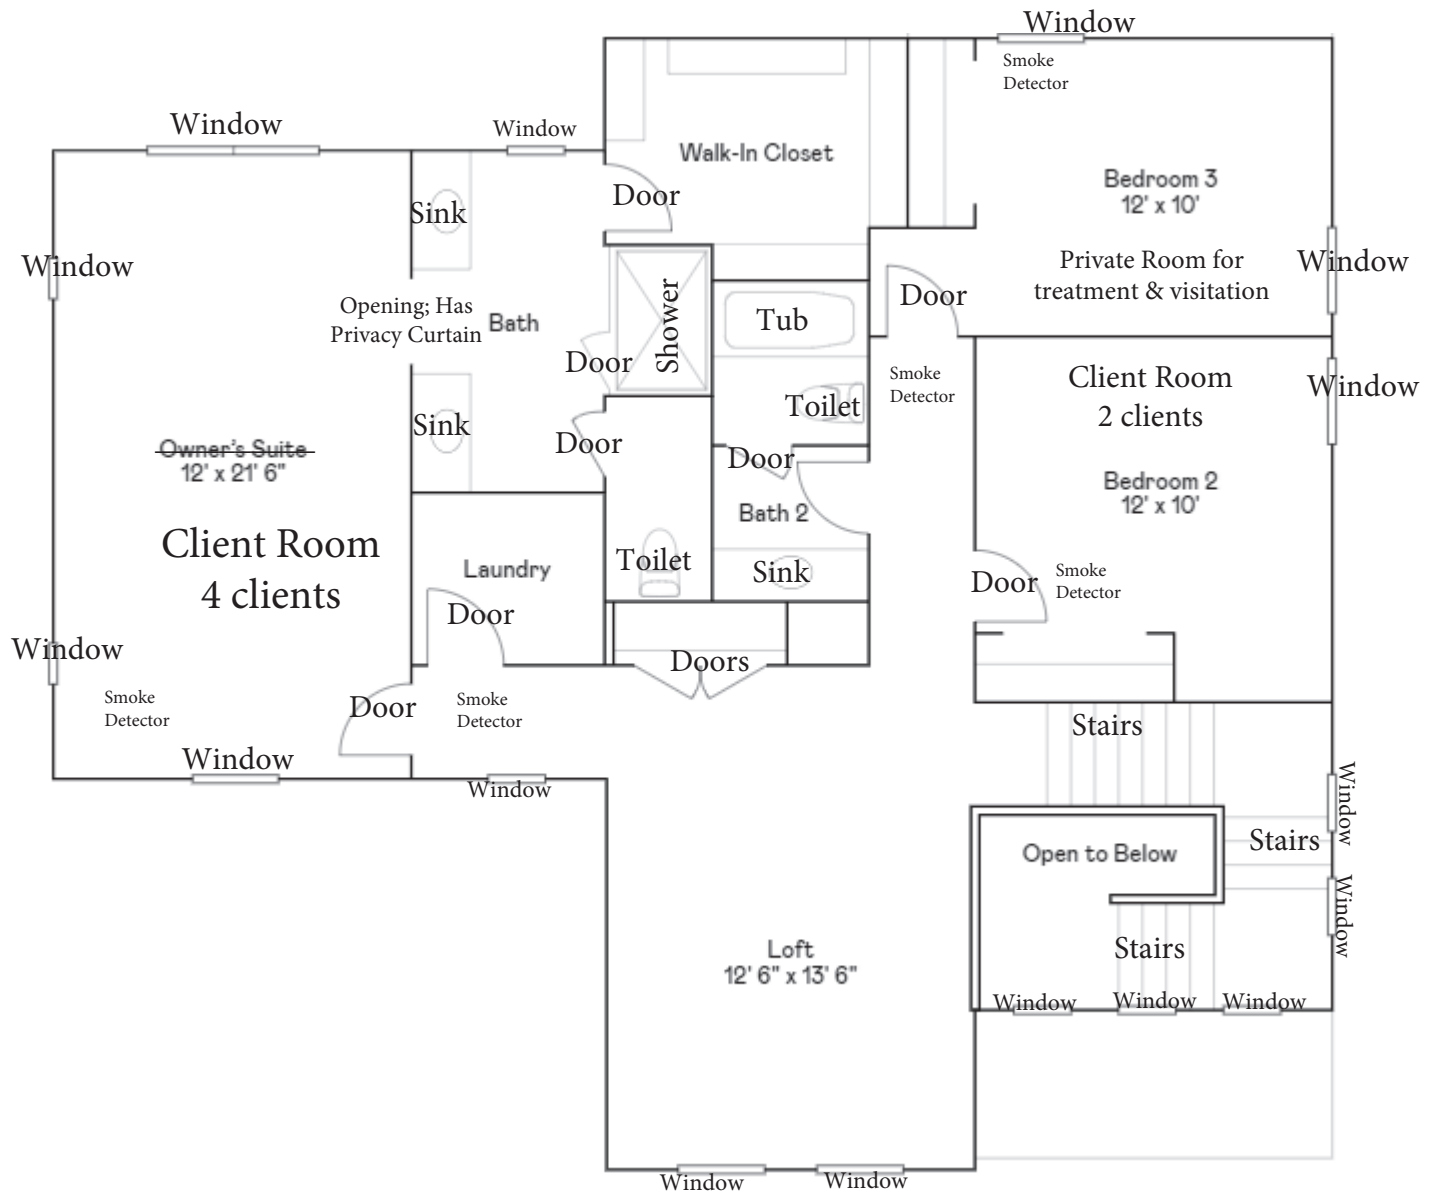 Window
Smoke
Detector
Window
Window
Walk-In Closet
Bedroom 3
12' x 10'
Door
Sink
Window
Window
Private Room for
treatment & visitation
Door
Opening; Has
Privacy Curtain
Bath
Shower
Tub
Door
Smoke
Detector
Client Room
2 clients
Window
Toilet
Sink
Door
Door
Owner's Suite
12' x 21' 6"
Bedroom 2
12' x 10'
Bath 2
Client Room
4 clients
Laundry
Toilet
Sink
Door
Smoke
Detector
Door
Window
Doors
Smoke
Detector
Door
Smoke
Detector
Stairs
Window
Window
Window
Stairs
Open to Below
Window
Stairs
Loft
12' 6" x 13' 6"
Window
Window
Window
Window
Window